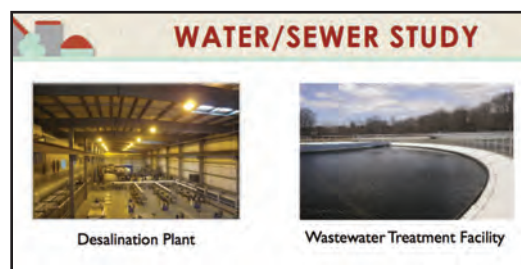 WATER/SEWER STUDY
Desalination Plant
Wastewater Treatment Facility